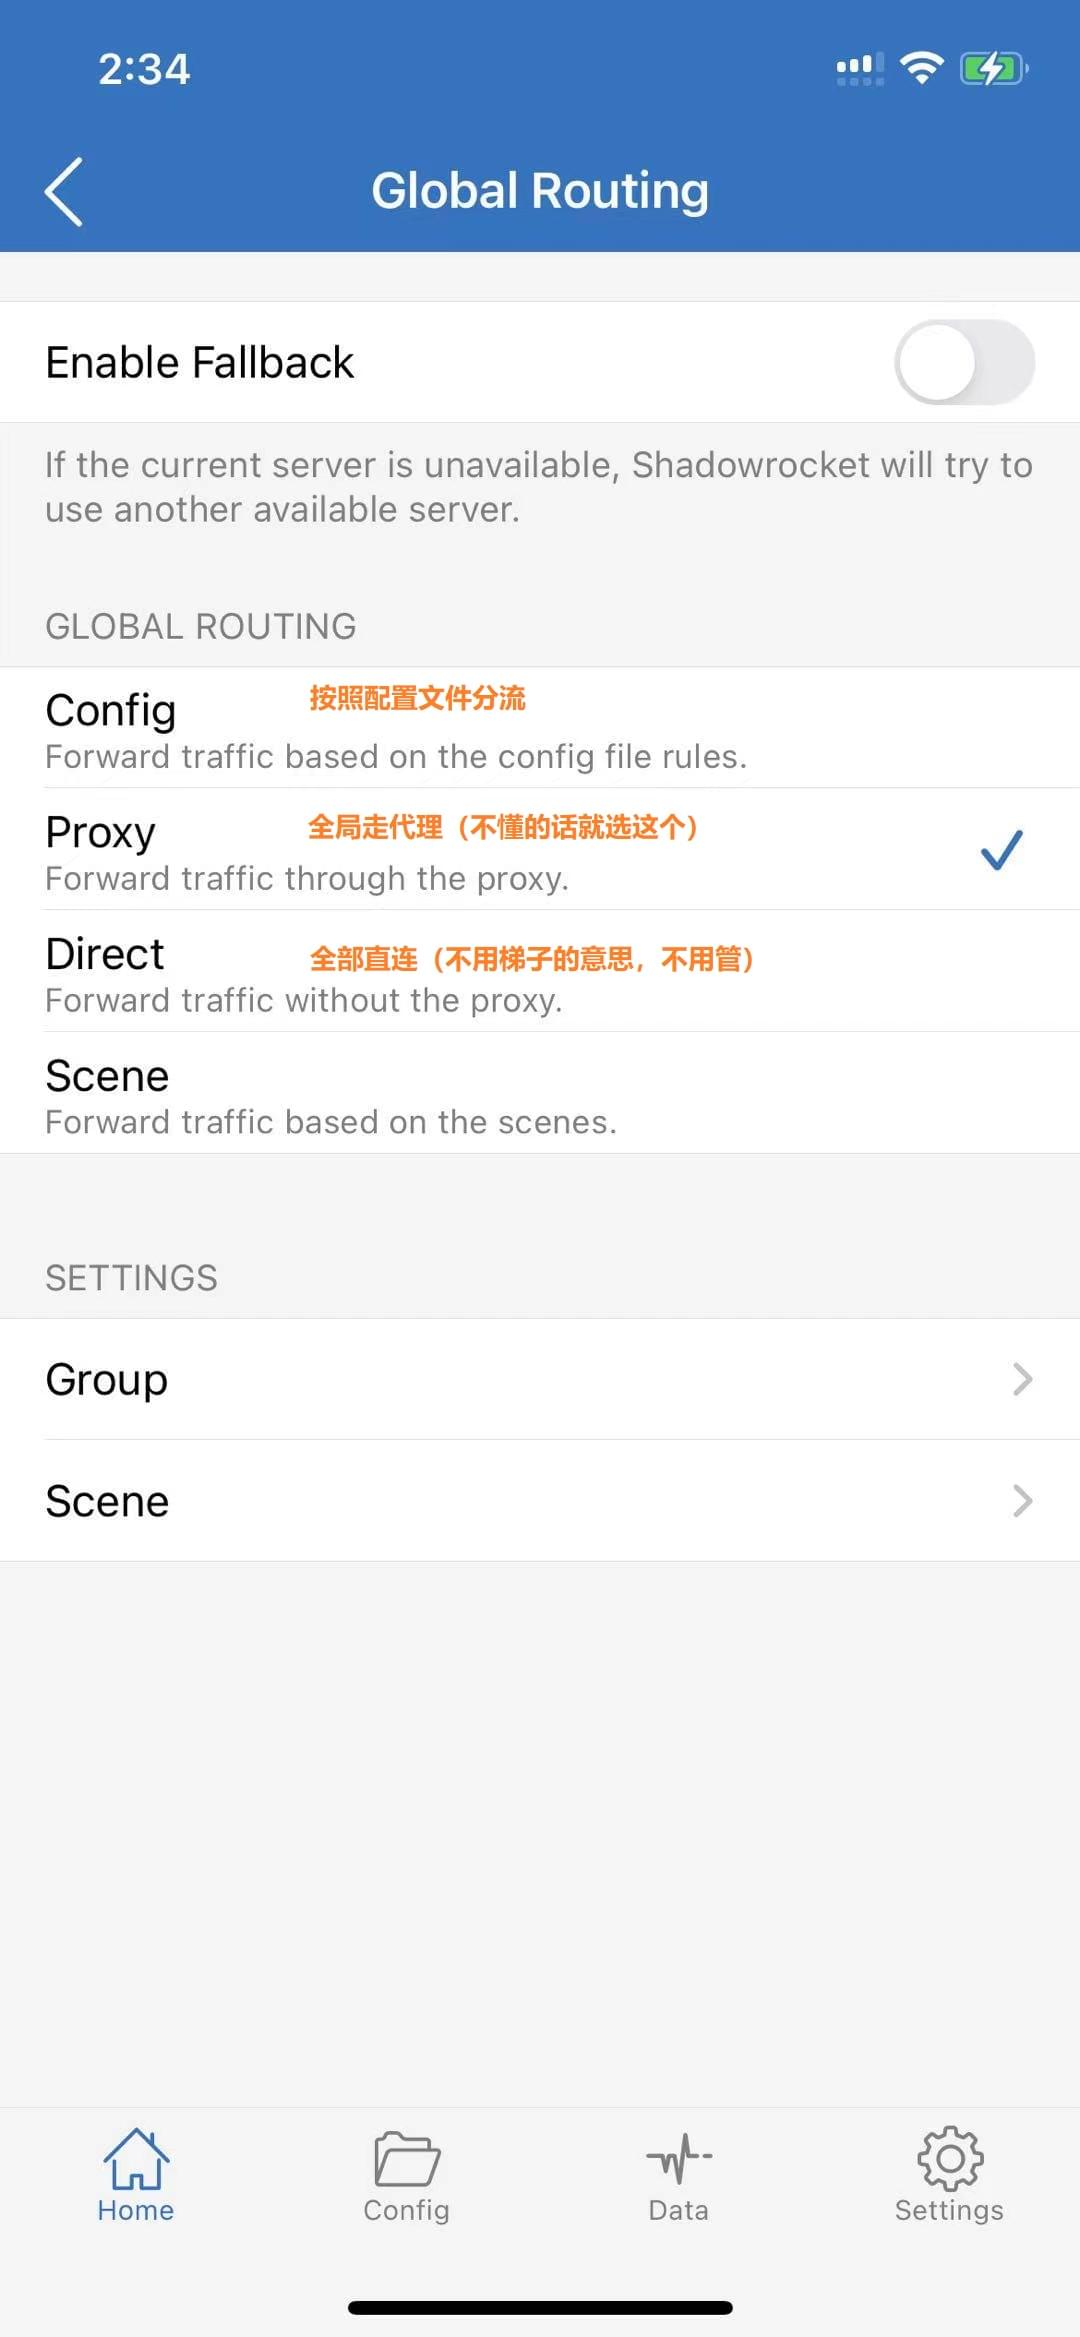 2:34
Global Routing
Enable Fallback
If the current server is unavailable, Shadowrocket will try to
use another available server.
GLOBAL ROUTING
Config 按照配置文件分流
Forward traffic based on the config file rules.
Proxy 全局走代理（不懂的话就选这个）
Forward traffic through the proxy.
Direct 全部直连（不用梯子的意思，不用管）
Forward traffic without the proxy.
Scene
Forward traffic based on the scenes.
SETTINGS
Group
Scene
Home Config Data Settings